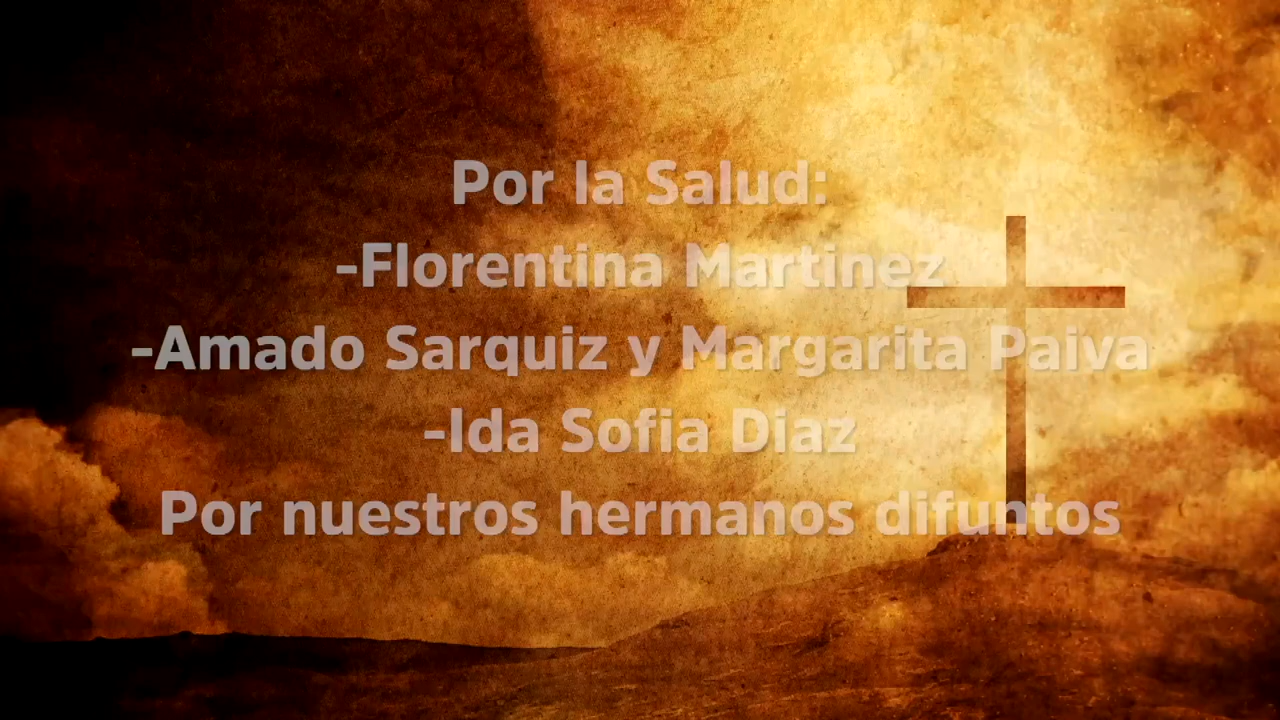 Por la Salud:
-Florentina Martinez
-Amado Sarquiz y Margarita Paiva
-Ida Sofia Diaz
Por nuestros hermanos difuntos